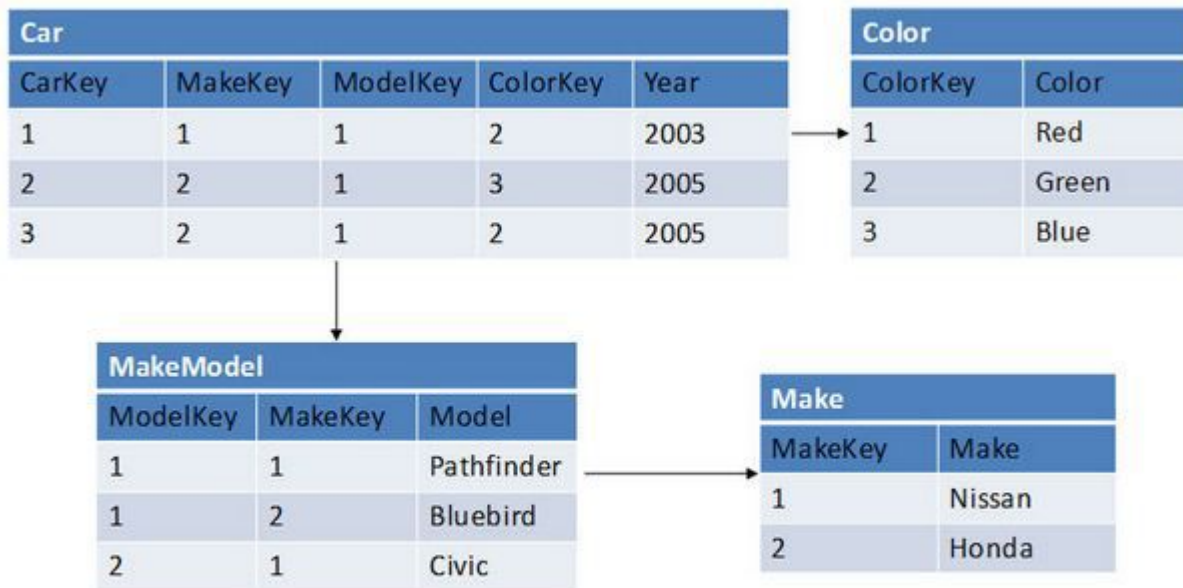 Car
CarKey MakeKey ModelKey ColorKey Year
1 1 1 2 2003
2 2 1 3 2005
3 2 1 2 2005
Color
ColorKey Color
1 Red
2 Green
3 Blue
MakeModel
ModelKey MakeKey Model
1 1 Pathfinder
1 2 Bluebird
2 1 Civic
Make
MakeKey Make
1 Nissan
2 Honda